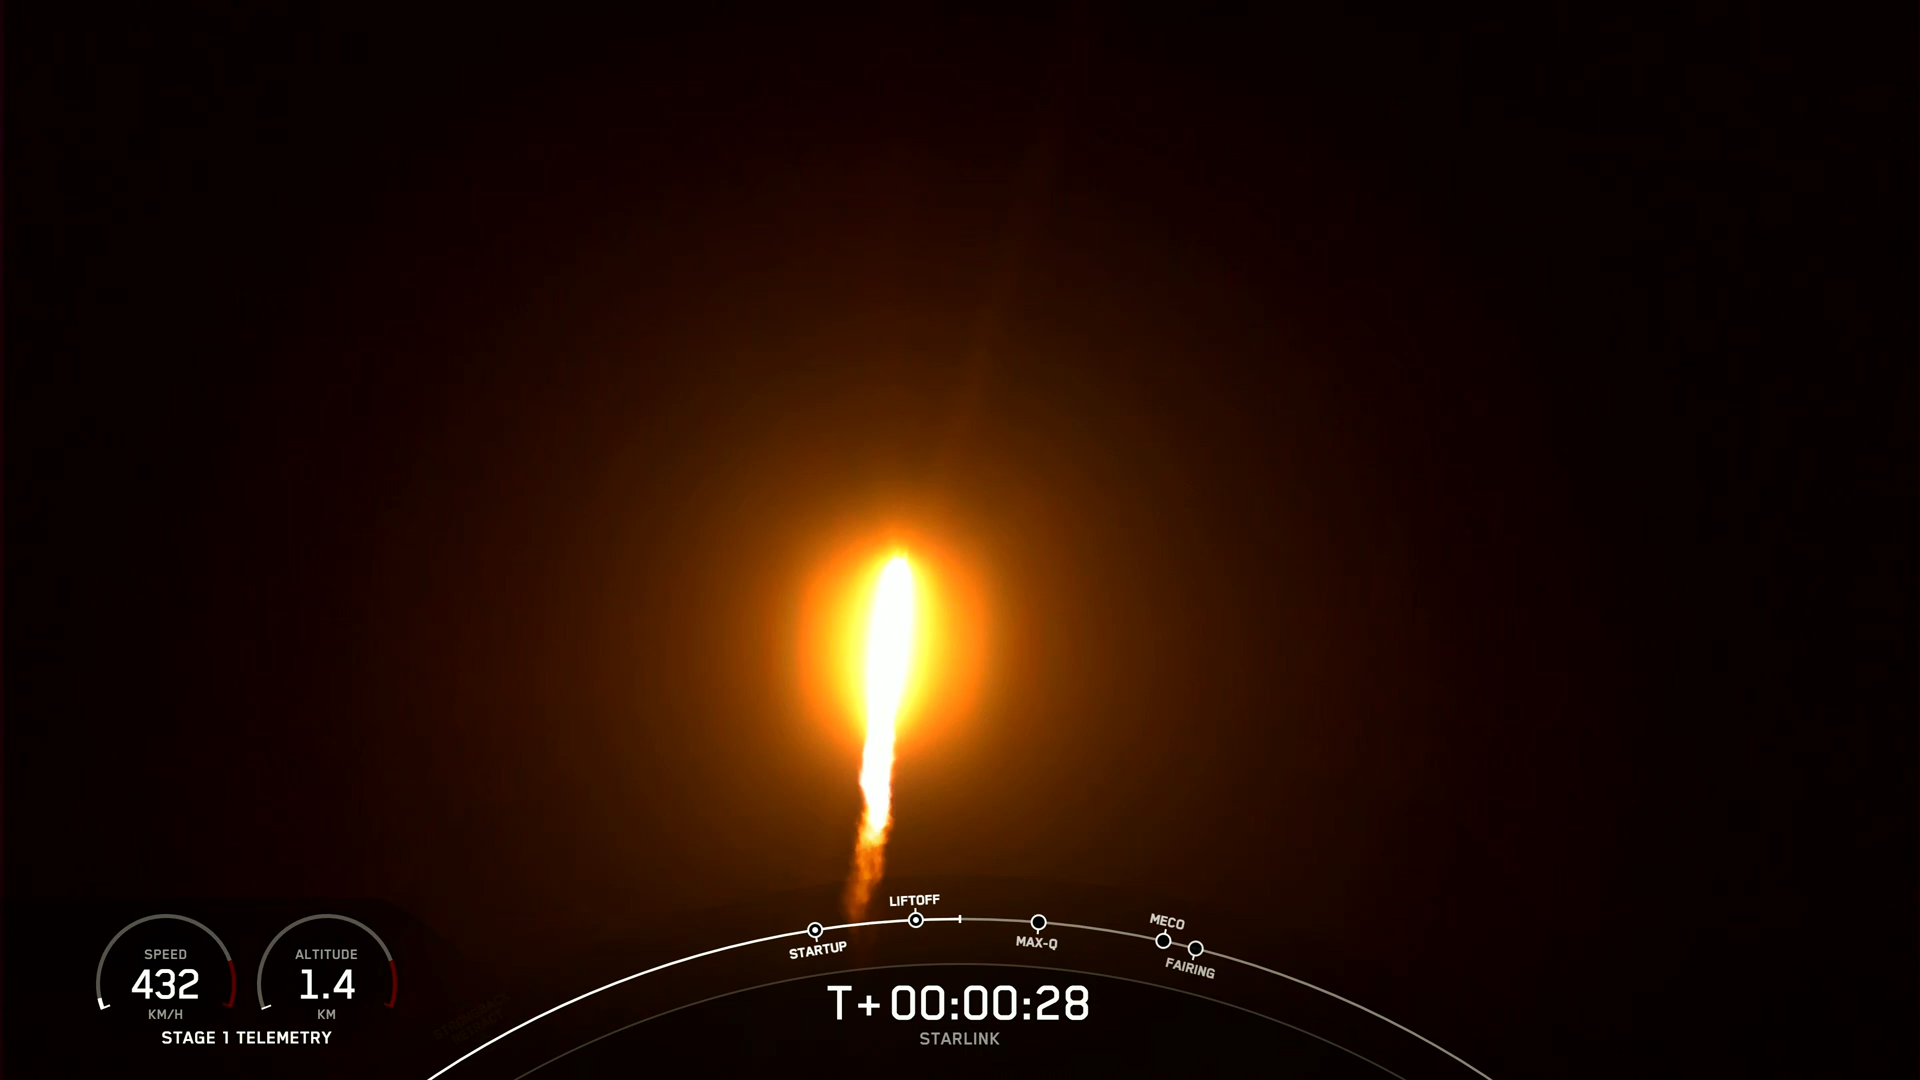 LIFTOFF
STARTUP
MAX-Q
MECO
FAIRING
SPEED
432
KM/H
ALTITUDE
1.4
KM
STAGE 1 TELEMETRY
T+00:00:28
STARLINK